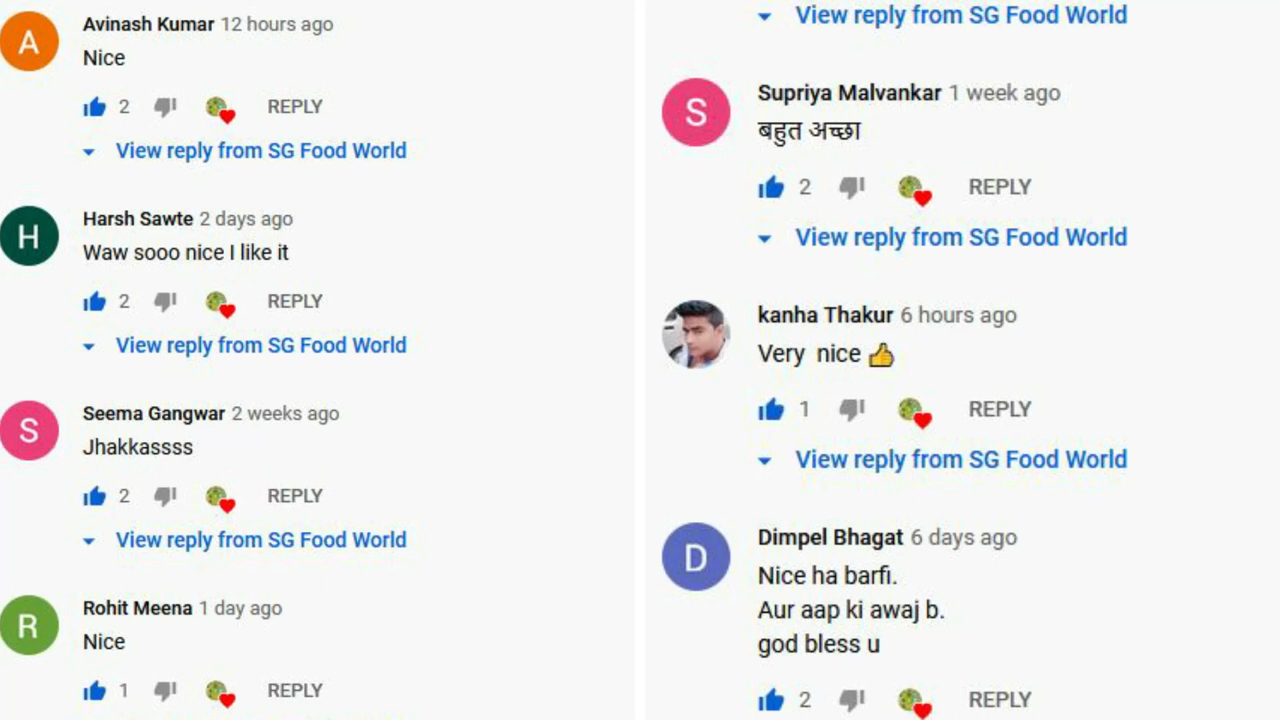 A
Avinash Kumar 12 hours ago
Nice
2 REPLY
View reply from SG Food World
H
Harsh Sawte 2 days ago
Waw sooo nice I like it
2 REPLY
View reply from SG Food World
S
Seema Gangwar 2 weeks ago
Jhakkassss
2 REPLY
View reply from SG Food World
R
Rohit Meena 1 day ago
Nice
1 REPLY
View reply from SG Food World
S
Supriya Malvankar 1 week ago
बहुत अच्छा
2 REPLY
View reply from SG Food World
kanha Thakur 6 hours ago
Very nice 👍
1 REPLY
View reply from SG Food World
D
Dimpel Bhagat 6 days ago
Nice ha barfi.
Aur aap ki awaj b.
god bless u
2 REPLY